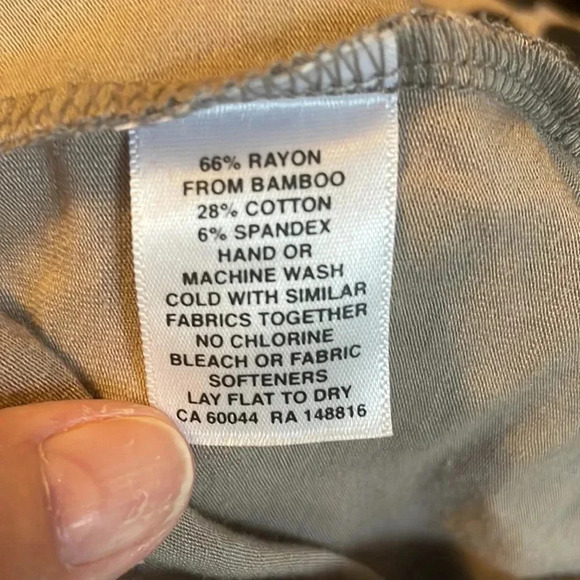 66% RAYON
FROM BAMBOO
28% COTTON
6% SPANDEX
HAND OR
MACHINE WASH
COLD WITH SIMILAR
FABRICS TOGETHER
NO CHLORINE
BLEACH OR FABRIC
SOFTENERS
LAY FLAT TO DRY
CA 60044 RA 148816